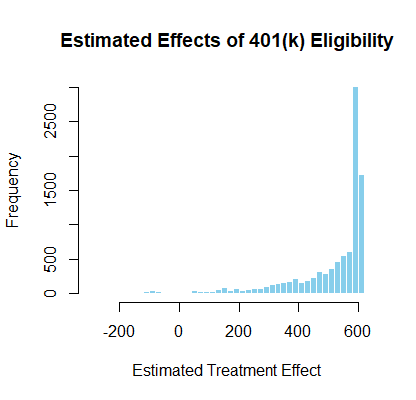 Estimated Effects of 401(k) Eligibility
Frequency
2500
1500
500
0
-200 0 200 400 600
Estimated Treatment Effect